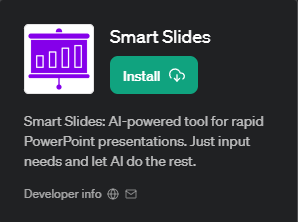 Smart Slides
Install
Smart Slides: AI-powered tool for rapid
PowerPoint presentations. Just input
needs and let AI do the rest.
Developer info